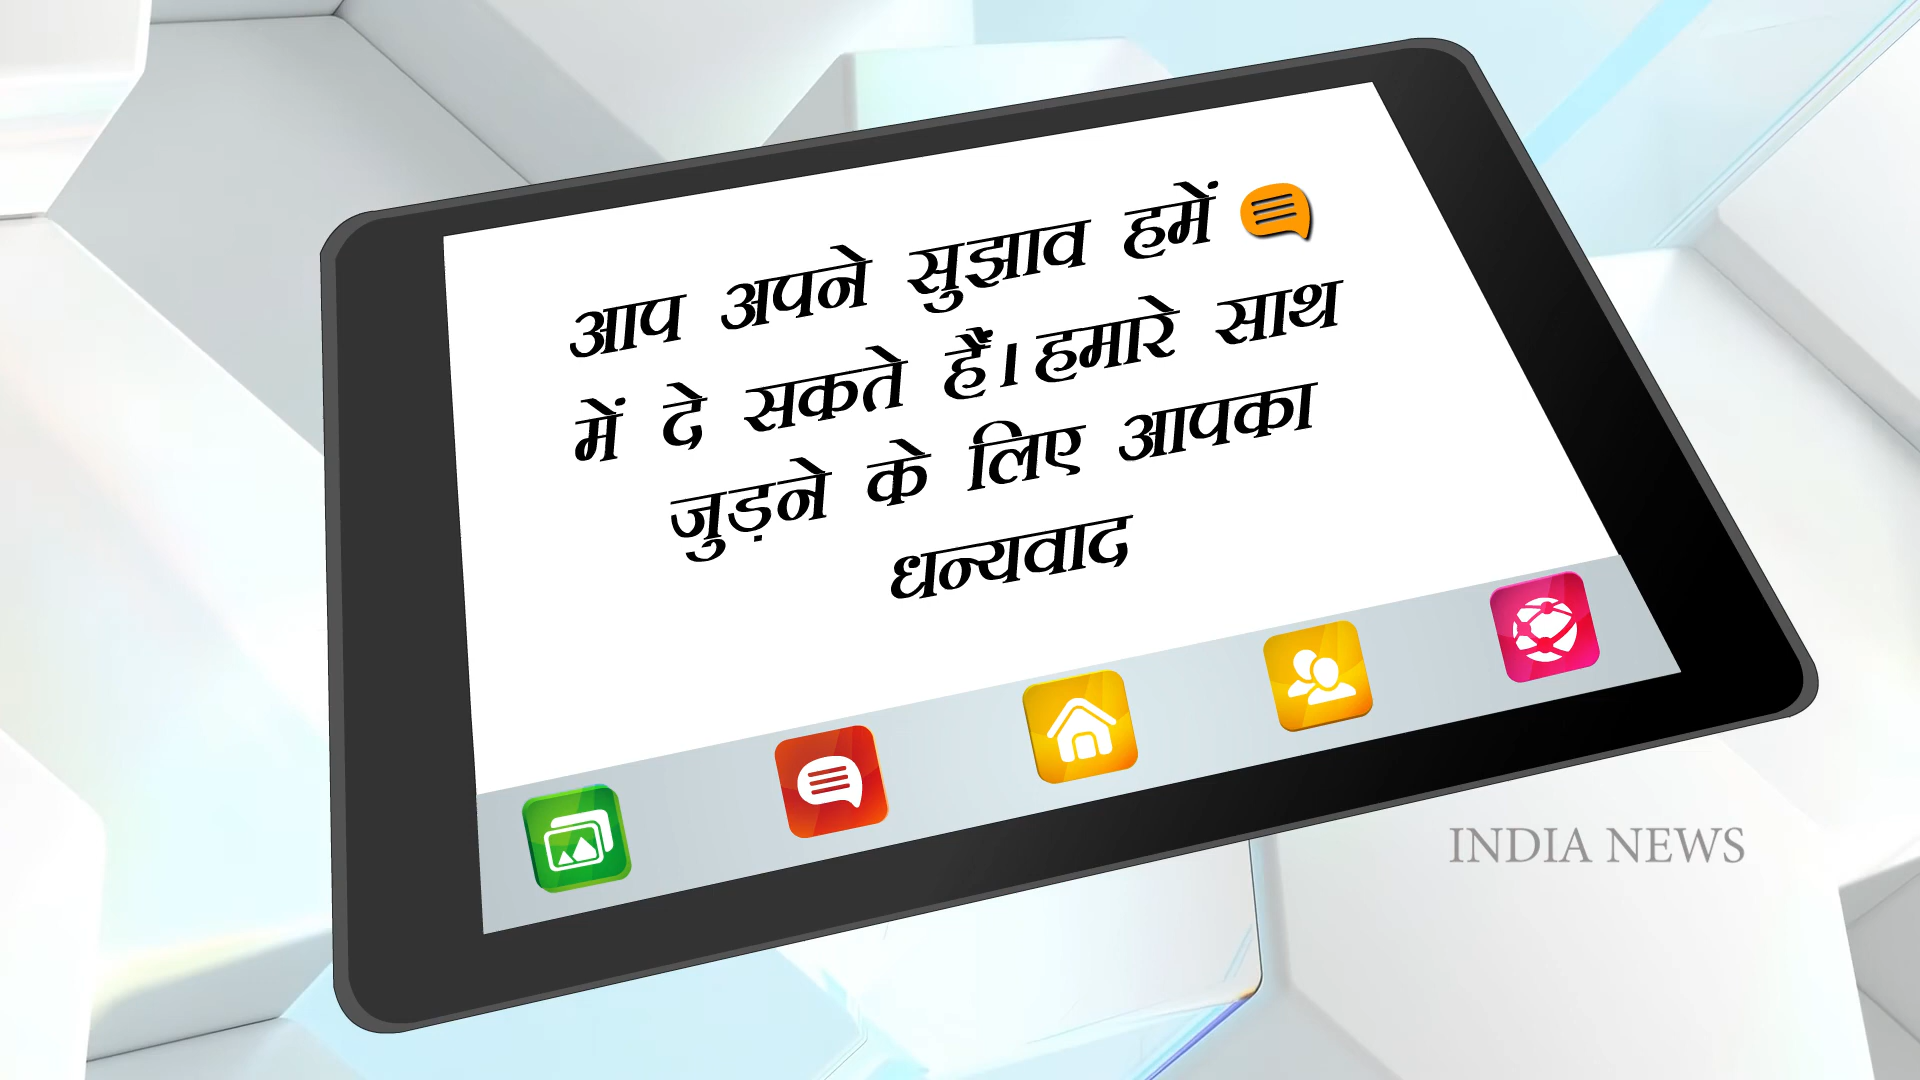 आप अपने सुझाव हमें
में दे सकते हैं। हमारे साथ
जुड़ने के लिए आपका
धन्यवाद
INDIA NEWS